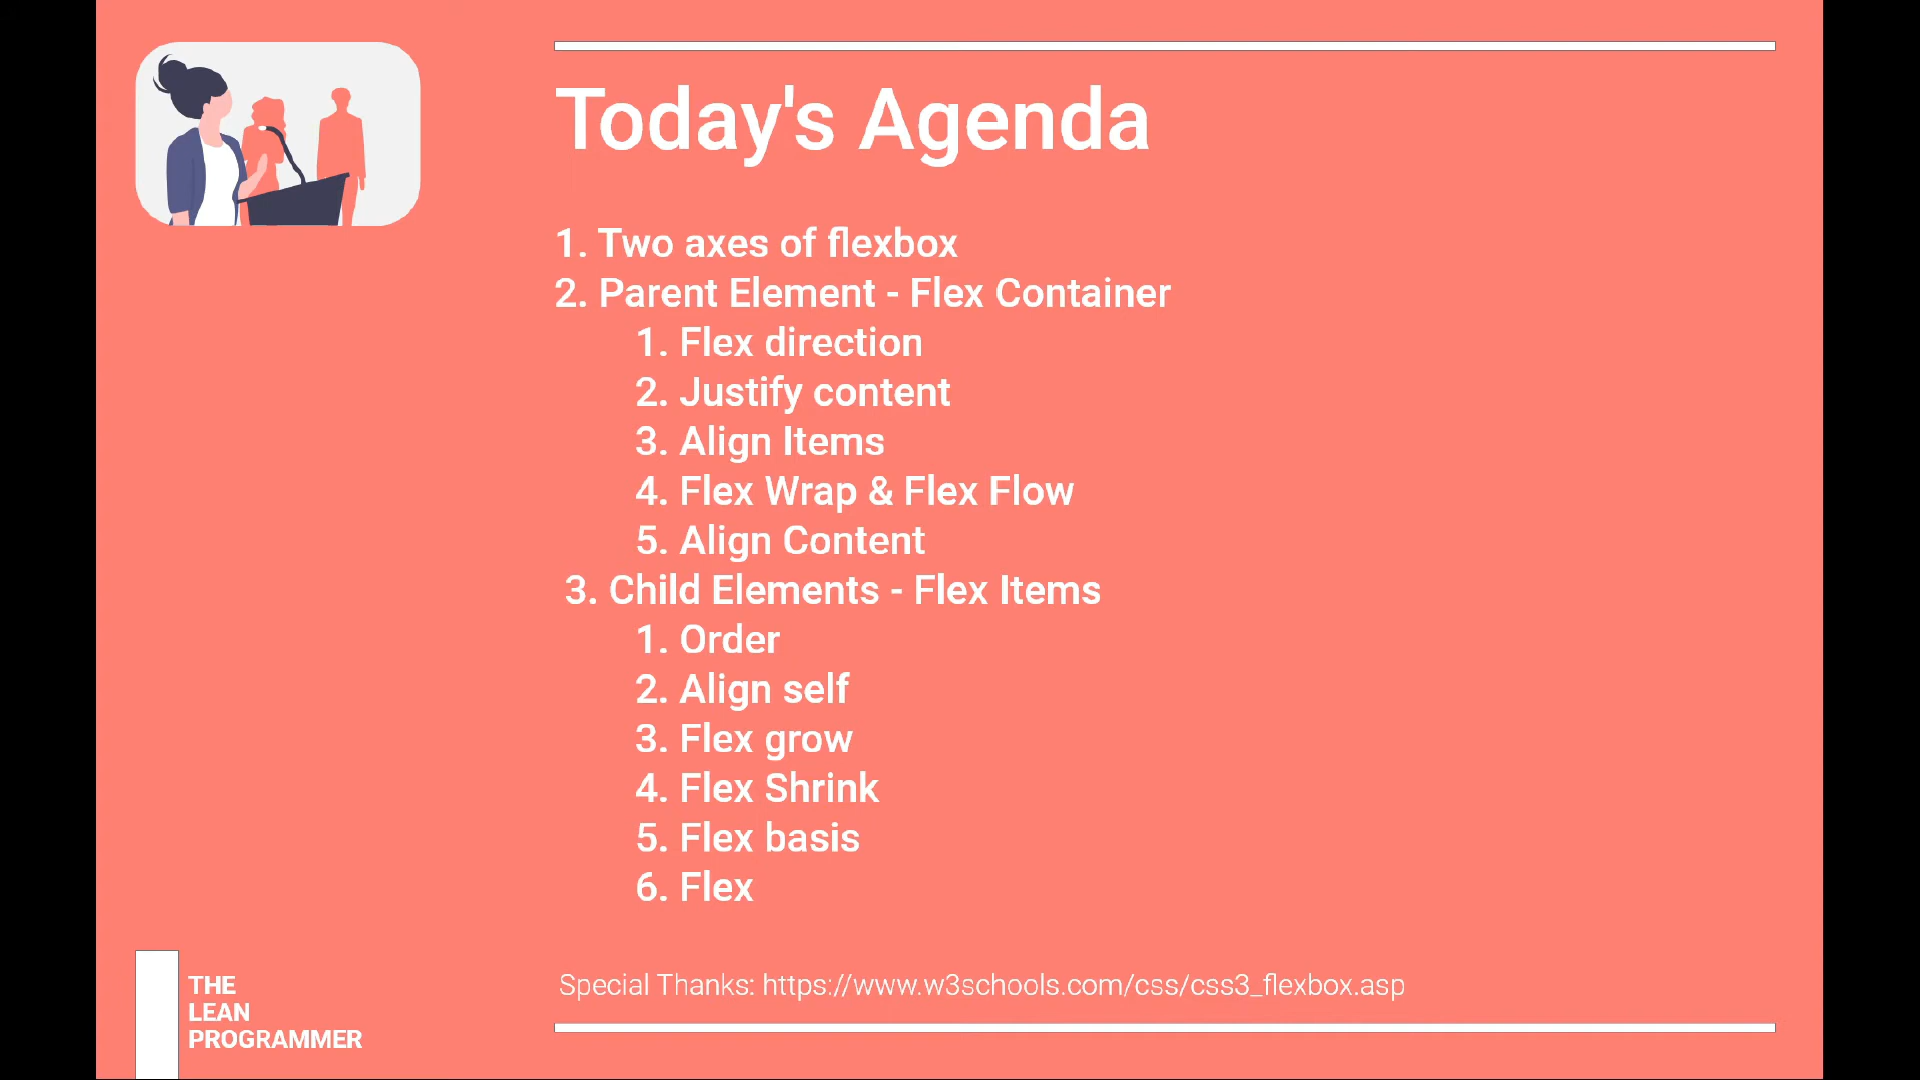 Today's Agenda
1. Two axes of flexbox
2. Parent Element - Flex Container
1. Flex direction
2. Justify content
3. Align Items
4. Flex Wrap & Flex Flow
5. Align Content
3. Child Elements - Flex Items
1. Order
2. Align self
3. Flex grow
4. Flex Shrink
5. Flex basis
6. Flex
Special Thanks: https://www.w3schools.com/css/css3_flexbox.asp
THE
LEAN
PROGRAMMER